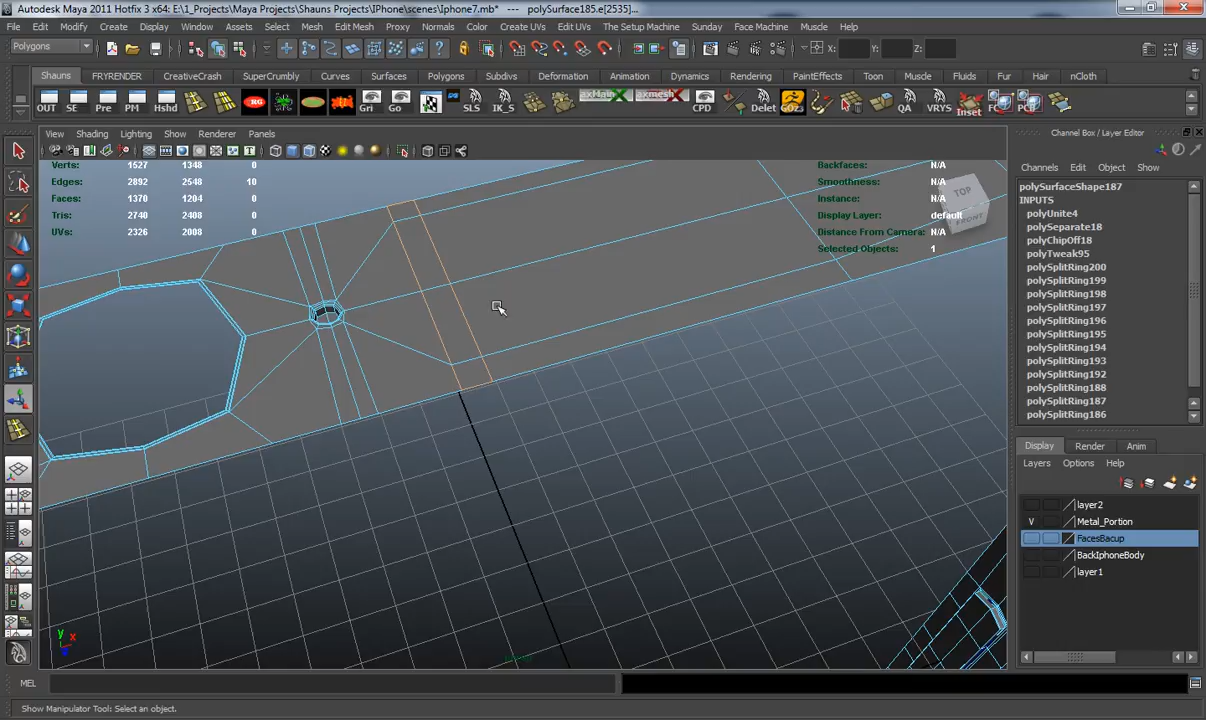 Autodesk Maya 2011 Hotfix 3 x64: E:\1_Projects\Maya Projects\Shauns Projects\IPhone\scenes\Iphone7.mb* --- polySurface185.e[2535]...
File Edit Modify Create Display Window Assets Select Mesh Edit Mesh Proxy Normals Color Create UVs Edit UVs The Setup Machine Shadow Face Machine Muscle Help
Polygons X: Y: Z:
Shauns FRYRENDER CreativeCrash SuperCrumbly Curves Surfaces Polygons Subdivs Deformation Animation Dynamics Rendering PaintEffects Toon Muscle Fluids Fur Hair nCloth
OUT SE Pre PM Hshd RG Gri Go SLS IK_S axMain axmesh CPD Delet GOZ3 QA VRYS Inset FC PCB
View Shading Lighting Show Renderer Panels
Channel Box / Layer Editor
Channels Edit Object Show
Verts: 1527 1348 0
Edges: 2892 2548 10
Faces: 1370 1204 0
Tris: 2740 2408 0
UVs: 2326 2008 0
Backfaces: N/A
Smoothness: N/A
Instance: N/A
Display Layer: default
Distance From Camera: N/A
Selected Objects: 1
TOP
FRONT
polySurfaceShape187
INPUTS
polyUnite4
polySeparate18
polyChipOff18
polyTweak95
polySplitRing200
polySplitRing199
polySplitRing198
polySplitRing197
polySplitRing196
polySplitRing195
polySplitRing194
polySplitRing193
polySplitRing192
polySplitRing188
polySplitRing187
polySplitRing186
Display Render Anim
Layers Options Help
layer2
V Metal_Portion
FacesBacup
BackIphoneBody
layer1
y x
MEL
Show Manipulator Tool: Select an object.